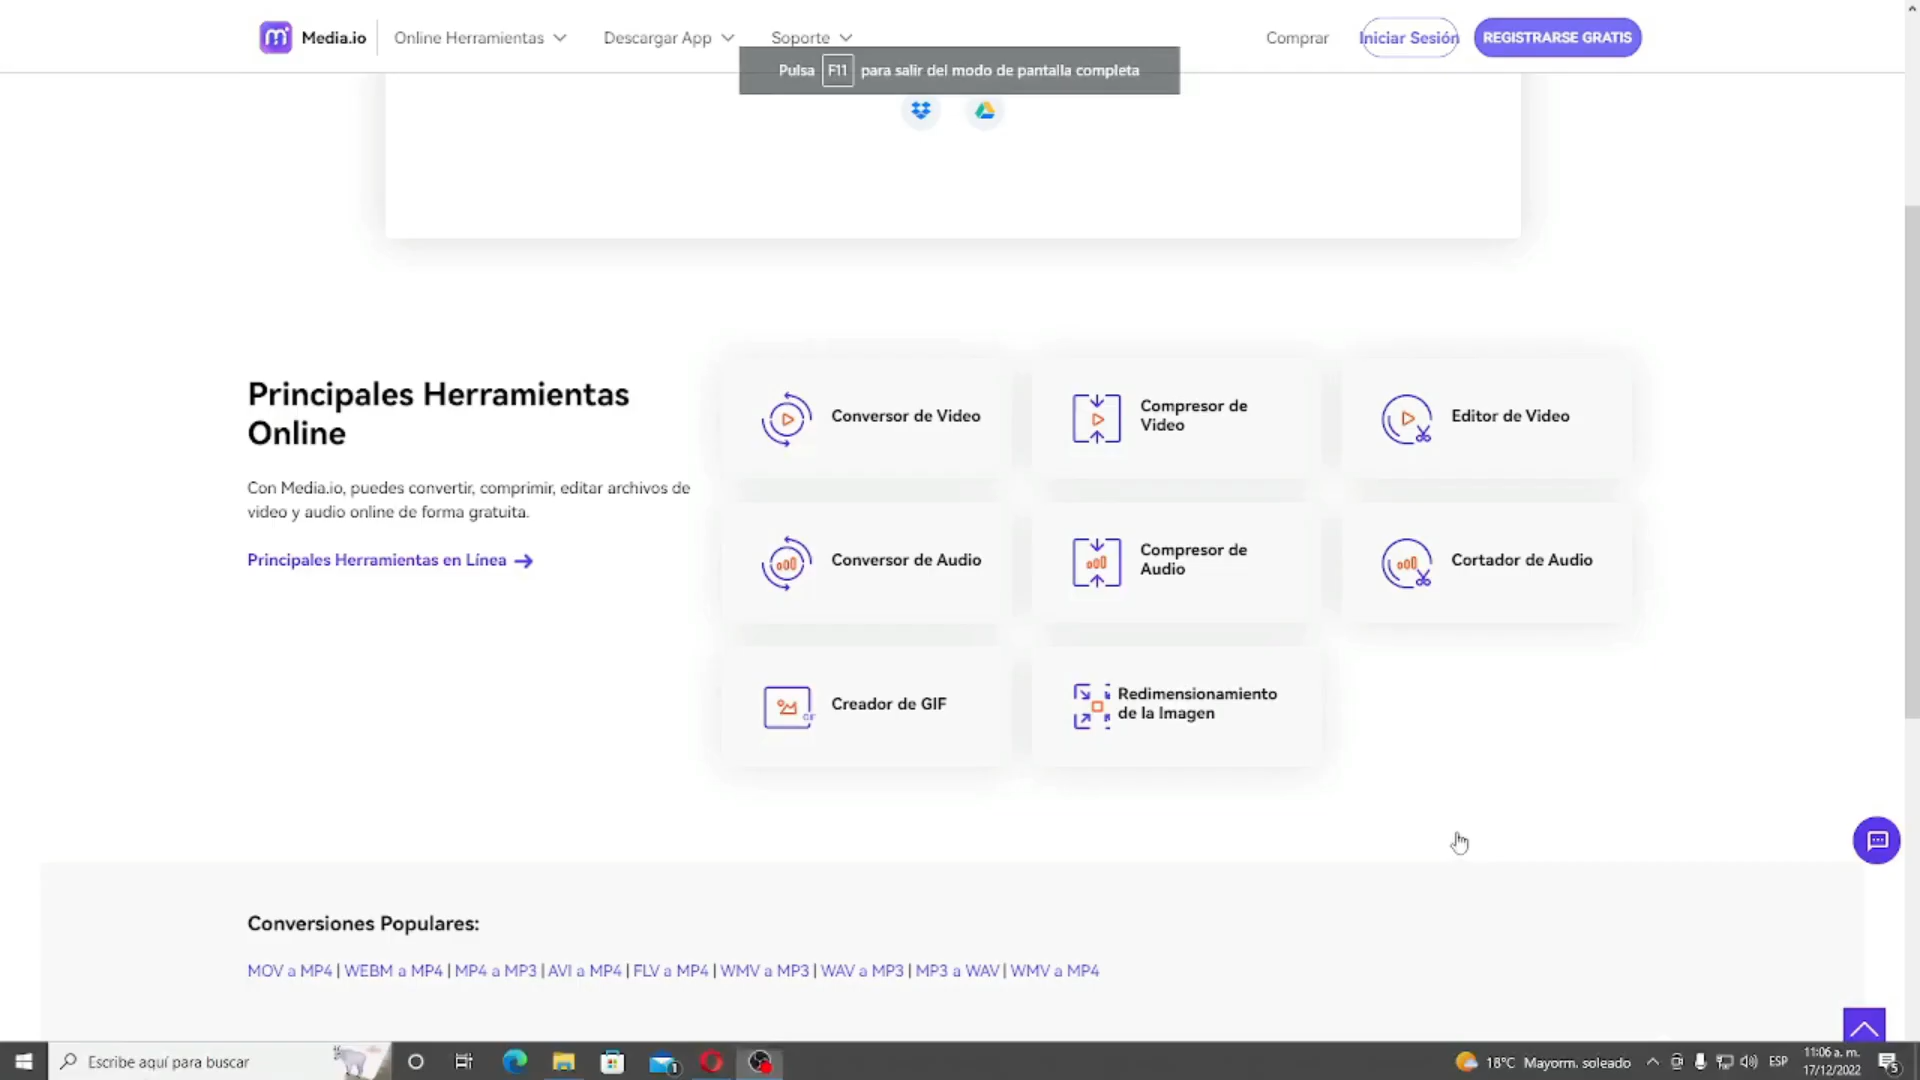 Media.io
Online Herramientas
Descargar App
Soporte
Comprar
Iniciar Sesión
REGISTRARSE GRATIS
Pulsa F11 para salir del modo de pantalla completa
Principales Herramientas
Online
Con Media.io, puedes convertir, comprimir, editar archivos de
video y audio online de forma gratuita.
Principales Herramientas en Línea
Conversor de Video
Compresor de
Video
Editor de Video
Conversor de Audio
Compresor de
Audio
Cortador de Audio
GIF
Creador de GIF
Redimensionamiento
de la Imagen
Conversiones Populares:
MOV a MP4 | WEBM a MP4 | MP4 a MP3 | AVI a MP4 | FLV a MP4 | WMV a MP3 | WAV a MP3 | MP3 a WAV | WMV a MP4
Escribe aquí para buscar
1
18°C Mayorm. soleado
ESP
11:06 a. m.
17/12/2022
5